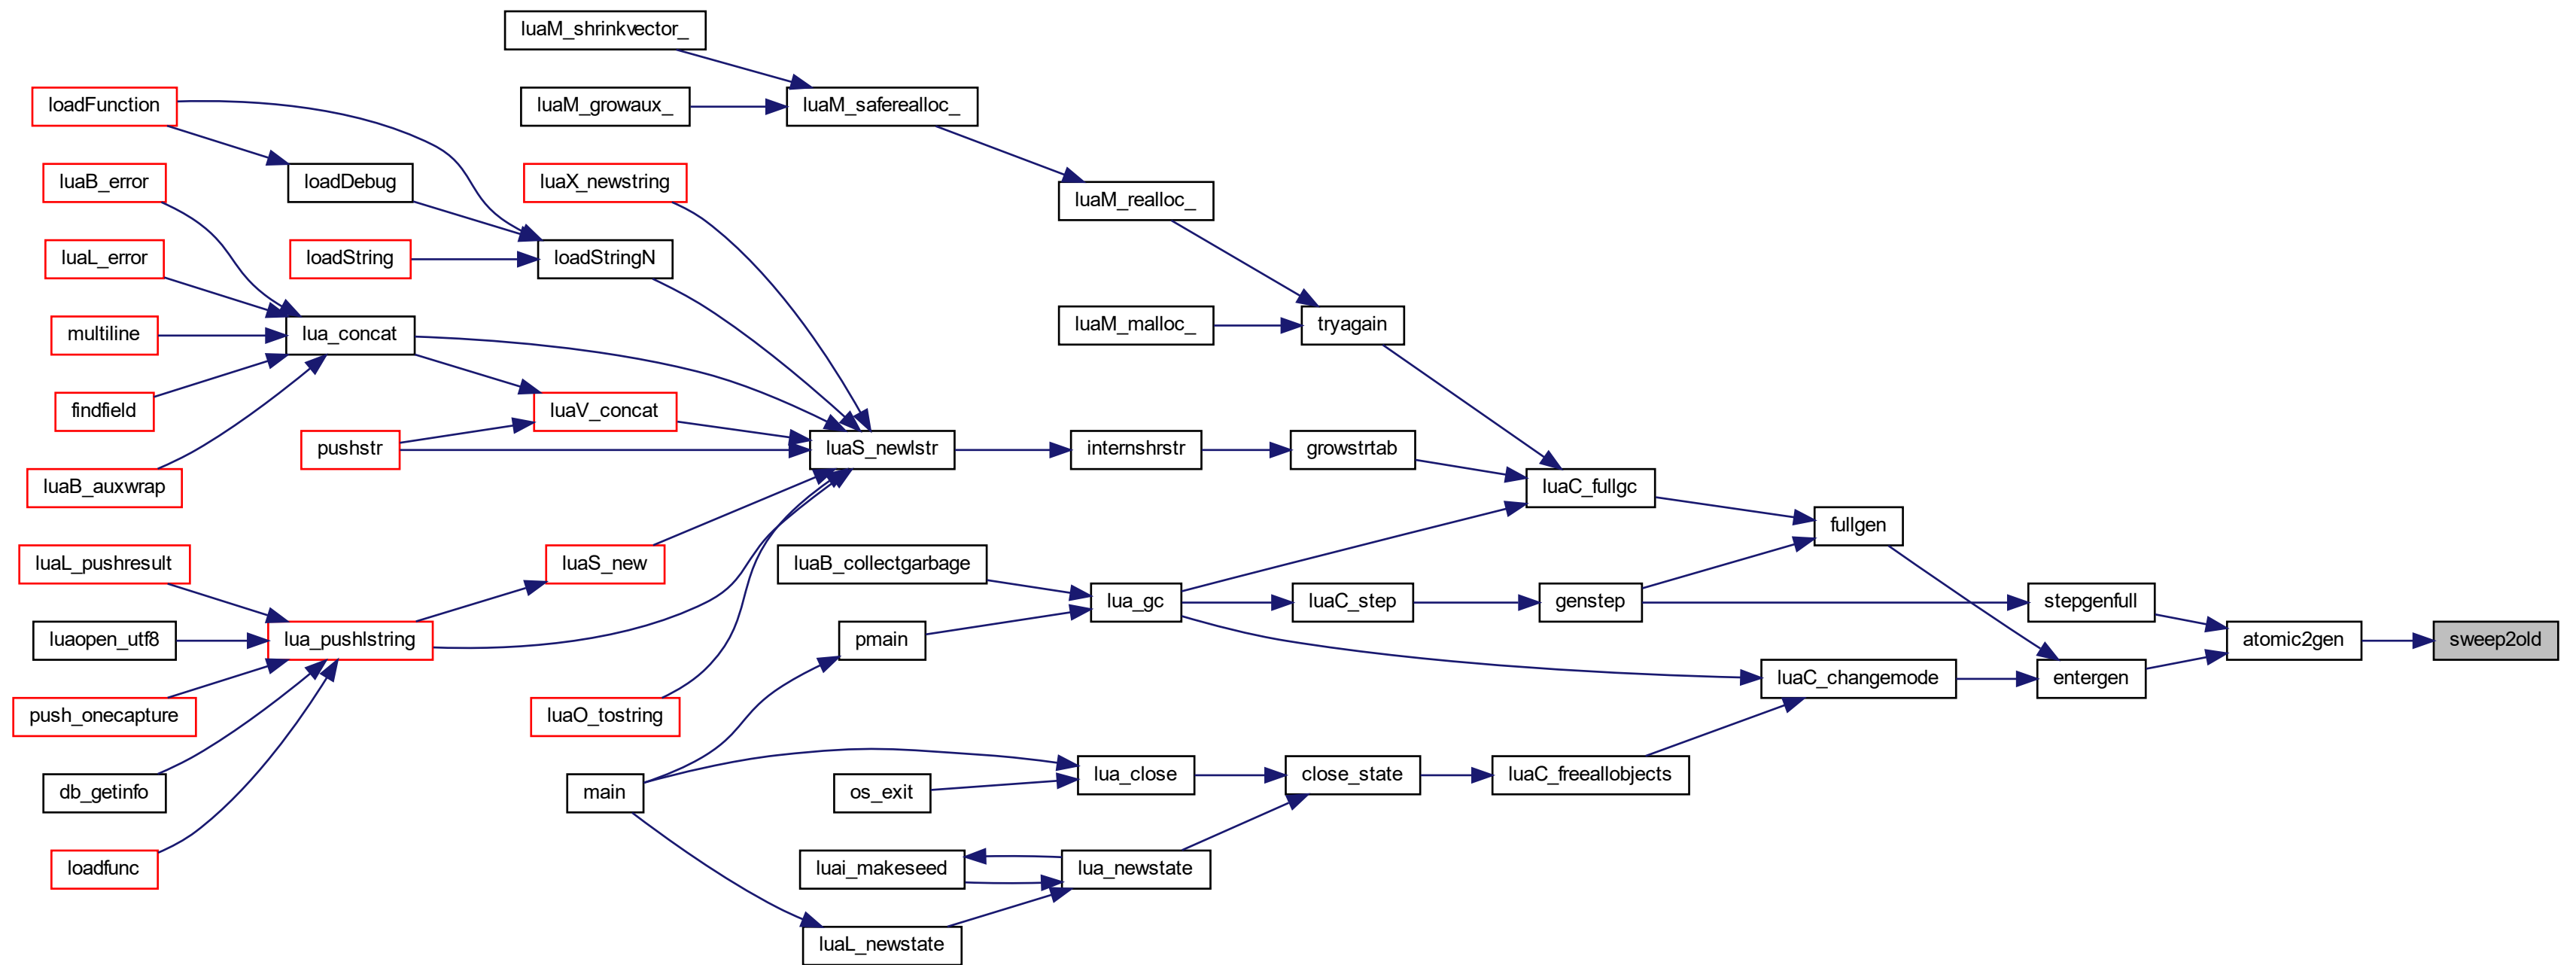 luaM_shrinkvector_
loadFunction
luaM_growaux_
luaM_saferealloc_
luaB_error
loadDebug
luaX_newstring
luaM_realloc_
luaL_error
loadString
loadStringN
multiline
lua_concat
luaM_malloc_
tryagain
findfield
luaV_concat
pushstr
luaS_newlstr
internshrstr
growstrtab
luaB_auxwrap
luaC_fullgc
fullgen
luaL_pushresult
luaS_new
luaB_collectgarbage
lua_gc
luaC_step
genstep
stepgenfull
luaopen_utf8
lua_pushlstring
pmain
atomic2gen
sweep2old
luaC_changemode
entergen
push_onecapture
luaO_tostring
db_getinfo
main
os_exit
lua_close
close_state
luaC_freeallobjects
loadfunc
luai_makeseed
lua_newstate
luaL_newstate